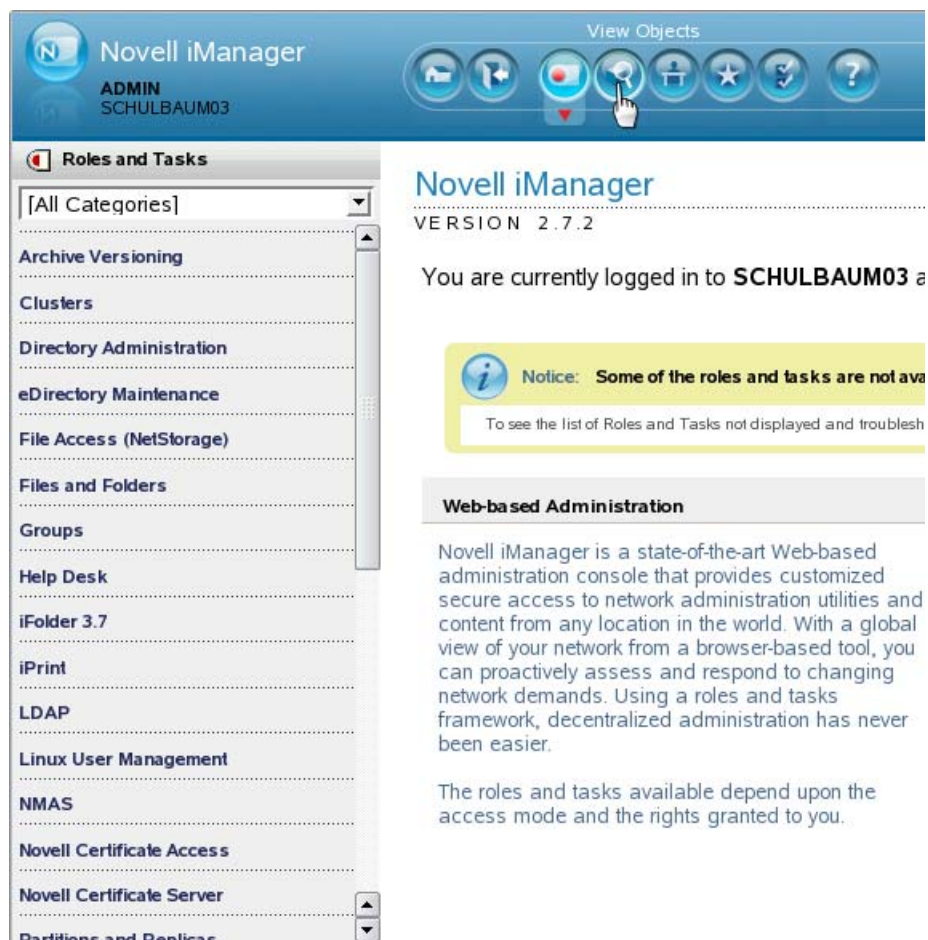 View Objects
N
Novell iManager
ADMIN
SCHULBAUM03
?
Roles and Tasks
[All Categories]
Archive Versioning
Clusters
Directory Administration
eDirectory Maintenance
File Access (NetStorage)
Files and Folders
Groups
Help Desk
iFolder 3.7
iPrint
LDAP
Linux User Management
NMAS
Novell Certificate Access
Novell Certificate Server
Partitions and Replicas
Novell iManager
VERSION 2.7.2
You are currently logged in to SCHULBAUM03 a
i
Notice: Some of the roles and tasks are not ava
To see the list of Roles and Tasks not displayed and troublesh
Web-based Administration
Novell iManager is a state-of-the-art Web-based
administration console that provides customized
secure access to network administration utilities and
content from any location in the world. With a global
view of your network from a browser-based tool, you
can proactively assess and respond to changing
network demands. Using a roles and tasks
framework, decentralized administration has never
been easier.
The roles and tasks available depend upon the
access mode and the rights granted to you.